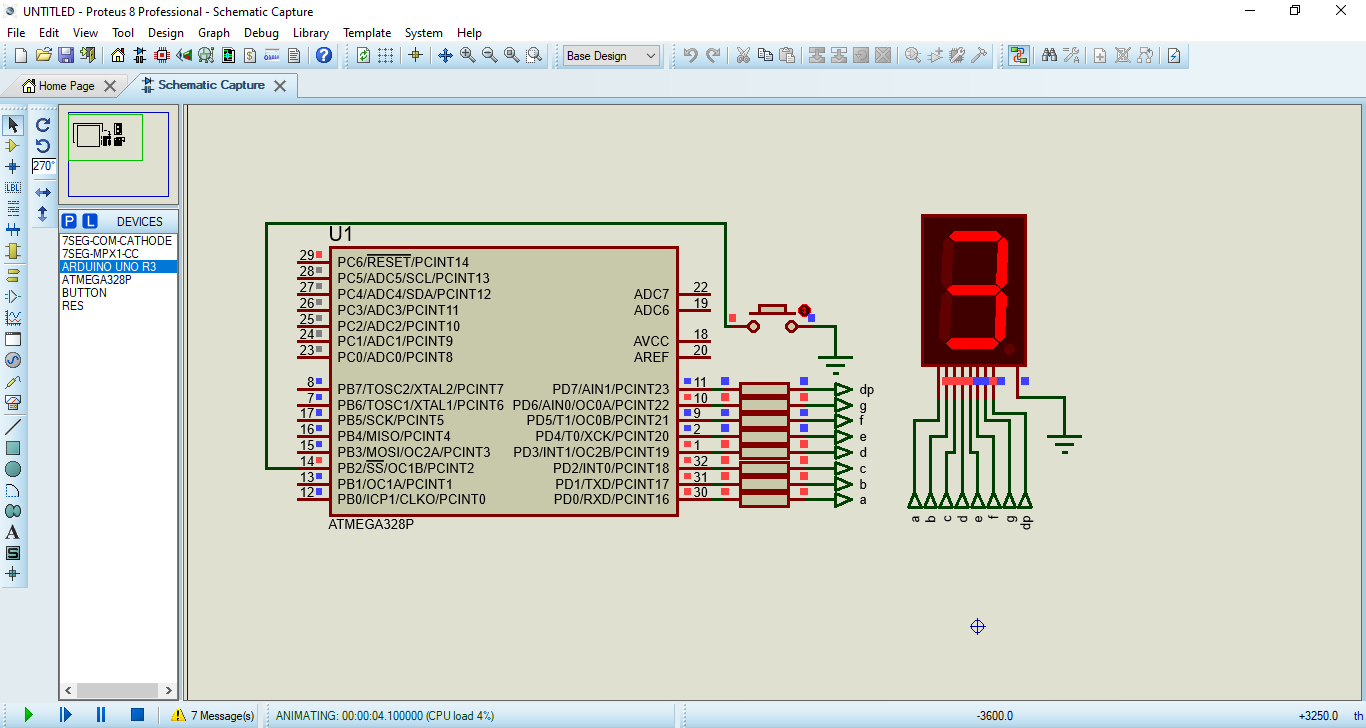 UNTITLED - Proteus 8 Professional - Schematic Capture
File Edit View Tool Design Graph Debug Library Template System Help
Base Design
Home Page Schematic Capture
270°
LBL
P L DEVICES
7SEG-COM-CATHODE
7SEG-MPX1-CC
ARDUINO UNO R3
ATMEGA328P
BUTTON
RES
A
S
U1
29 PC6/RESET/PCINT14
28 PC5/ADC5/SCL/PCINT13
27 PC4/ADC4/SDA/PCINT12 ADC7 22
26 PC3/ADC3/PCINT11 ADC6 19
25 PC2/ADC2/PCINT10
24 PC1/ADC1/PCINT9 AVCC 18
23 PC0/ADC0/PCINT8 AREF 20
8 PB7/TOSC2/XTAL2/PCINT7 PD7/AIN1/PCINT23 11 dp
7 PB6/TOSC1/XTAL1/PCINT6 PD6/AIN0/OC0A/PCINT22 10 g
17 PB5/SCK/PCINT5 PD5/T1/OC0B/PCINT21 9 f
16 PB4/MISO/PCINT4 PD4/T0/XCK/PCINT20 2 e
15 PB3/MOSI/OC2A/PCINT3 PD3/INT1/OC2B/PCINT19 1 d
14 PB2/SS/OC1B/PCINT2 PD2/INT0/PCINT18 32 c
13 PB1/OC1A/PCINT1 PD1/TXD/PCINT17 31 b
12 PB0/ICP1/CLKO/PCINT0 PD0/RXD/PCINT16 30 a
ATMEGA328P
3
a b c d e f g dp
7 Message(s) ANIMATING: 00:00:04.100000 (CPU load 4%) -3600.0 +3250.0 th